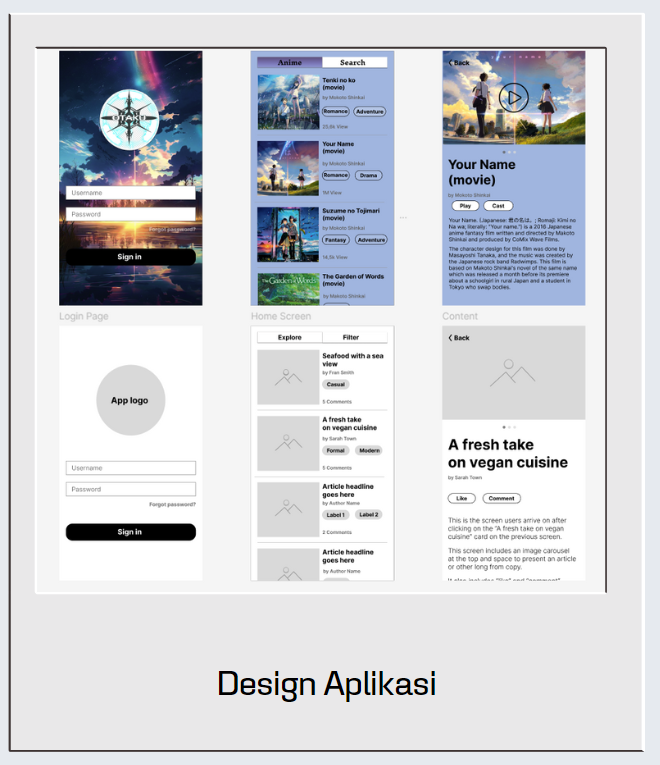 OTAKU
Username
Password
Forgot password?
Sign in
Anime
Search
Tenki no ko
(movie)
by Makoto Shinkai
Romance
Adventure
23,6k View
Your Name
(movie)
by Makoto Shinkai
Romance
Drama
1M View
Suzume no Tojimari
(movie)
by Makoto Shinkai
Fantasy
Adventure
14,5k View
The Garden of Words
The Garden of Words
(movie)
by Makoto Shinkai
Back
Your Name
(movie)
by Makoto Shinkai
Play
Cast
Your Name. (Japanese: 君の名は。; Romaji: Kimi no
na wa; literally: "Your name.") is a 2016 Japanese
anime fantasy film written and directed by Makoto
Shinkai and produced by CoMix Wave Films.
The character design for this film was done by
Masayoshi Tanaka, and the music was created by
the Japanese rock band Radwimps. This film is
based on Makoto Shinkai's novel of the same name
which was released a month before its premiere
about a schoolgirl in rural Japan and a student in
Tokyo who swap bodies.
Login Page
Home Screen
Content
App logo
Username
Password
Forgot password?
Sign in
Explore
Filter
Seafood with a sea
view
by Fran Smith
Casual
5 Comments
A fresh take
on vegan cuisine
by Sarah Town
Formal
Modern
5 Comments
Article headline
goes here
by Author Name
Label 1
Label 2
2 Comments
Article headline
goes here
by Author Name
Back
A fresh take
on vegan cuisine
by Sarah Town
Like
Comment
This is the screen users arrive on after
clicking on the "A fresh take on vegan
cuisine" card on the previous screen.
This screen includes an image carousel
at the top and space to present an article
or other long from copy.
It also includes "like" and "comment"
Design Aplikasi